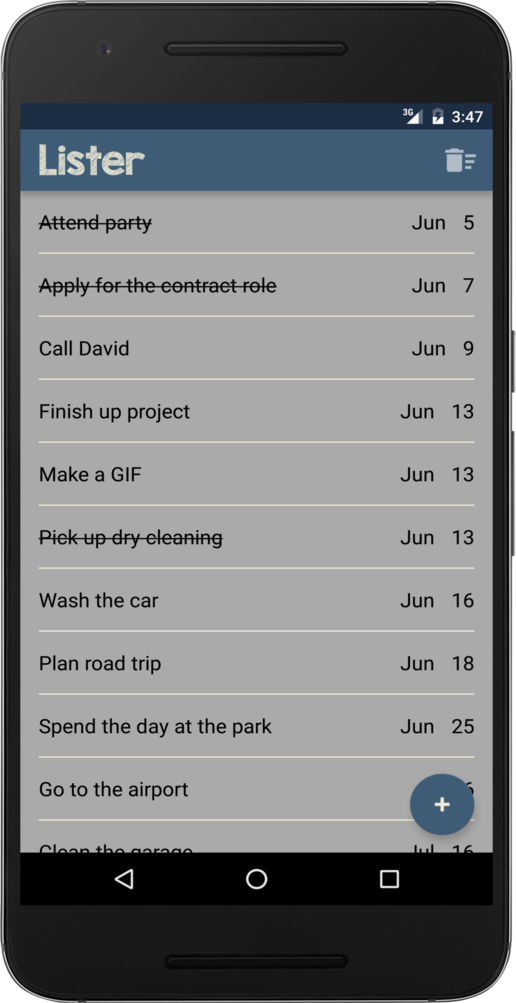 3G 3:47
Lister
Attend party Jun 5
Apply for the contract role Jun 7
Call David Jun 9
Finish up project Jun 13
Make a GIF Jun 13
Pick up dry cleaning Jun 13
Wash the car Jun 16
Plan road trip Jun 18
Spend the day at the park Jun 25
Go to the airport 6
Clean the garage Jul 16